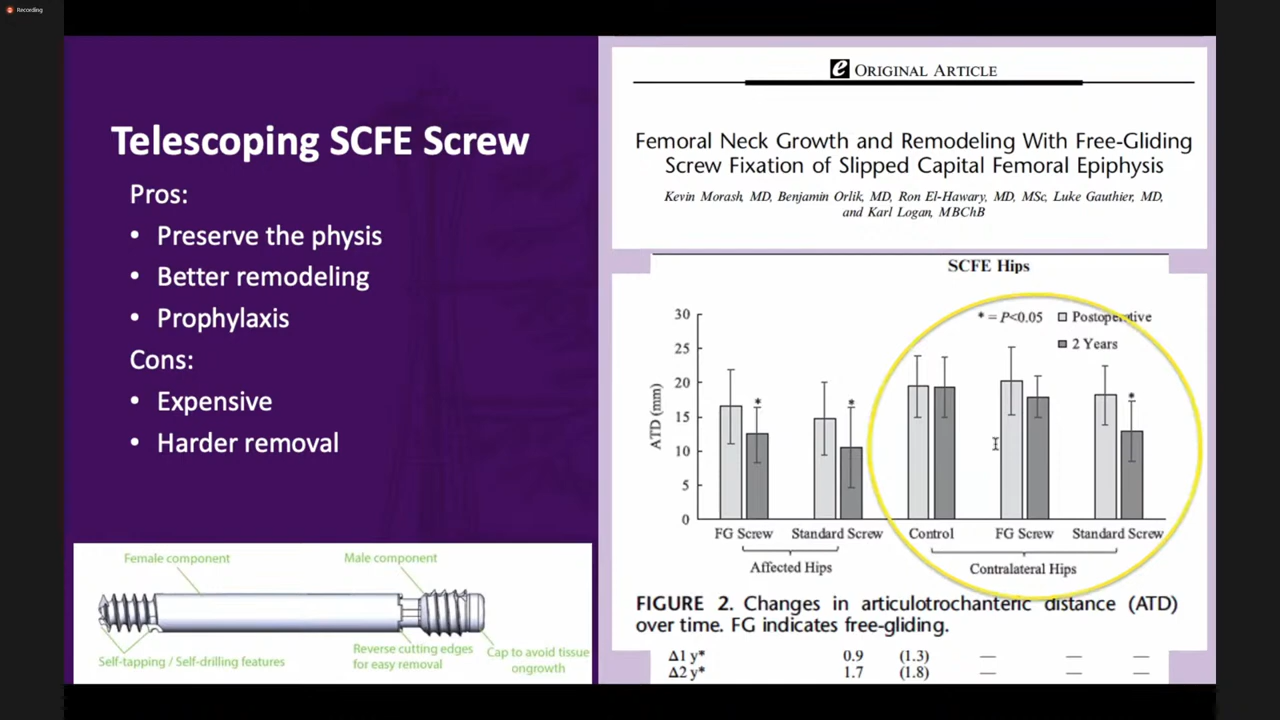 Recording
Telescoping SCFE Screw
Pros:
• Preserve the physis
• Better remodeling
• Prophylaxis
Cons:
• Expensive
• Harder removal
Female component
Male component
Self-tapping / Self-drilling features
Reverse cutting edges
for easy removal
Cap to avoid tissue
ongrowth
e ORIGINAL ARTICLE
Femoral Neck Growth and Remodeling With Free-Gliding
Screw Fixation of Slipped Capital Femoral Epiphysis
Kevin Morash, MD, Benjamin Orlik, MD, Ron El-Hawary, MD, MSc, Luke Gauthier, MD,
and Karl Logan, MBChB
SCFE Hips
* = P<0.05
Postoperative
2 Years
ATD (mm)
30
25
20
15
10
5
0
* * *
FG Screw Standard Screw Control FG Screw Standard Screw
Affected Hips Contralateral Hips
FIGURE 2. Changes in articulotrochanteric distance (ATD)
over time. FG indicates free-gliding.
Δ1 y* 0.9 (1.3) — — —
Δ2 y* 1.7 (1.8) — — —